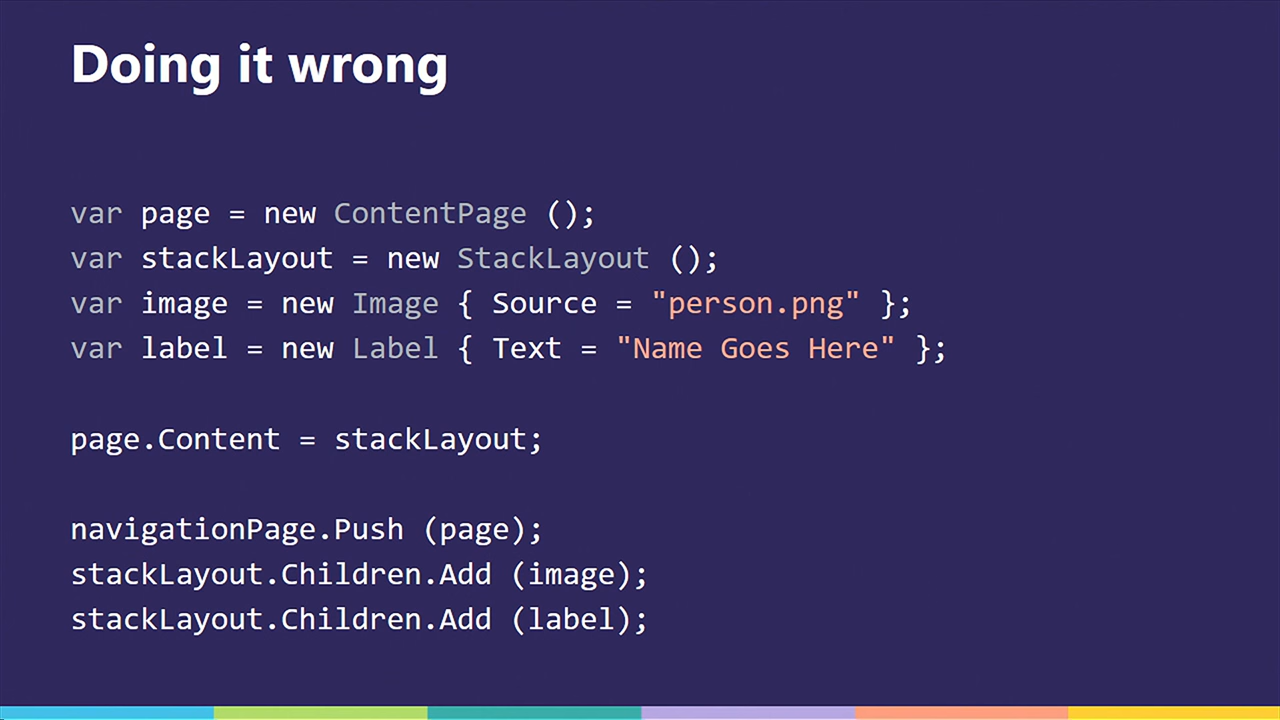 Doing it wrong
var page = new ContentPage ();
var stackLayout = new StackLayout ();
var image = new Image { Source = "person.png" };
var label = new Label { Text = "Name Goes Here" };
page.Content = stackLayout;
navigationPage.Push (page);
stackLayout.Children.Add (image);
stackLayout.Children.Add (label);